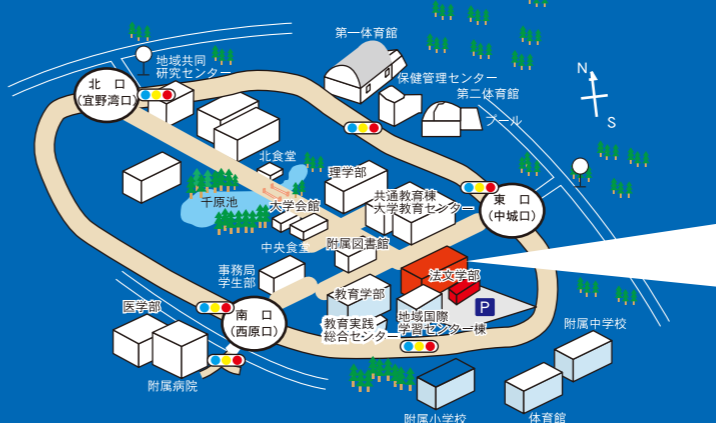 第一体育館
地域共同
研究センター
保健管理センター
北 口
(宜野湾口)
第二体育館
プール
N
S
北食堂
理学部
千原池
大学会館
共通教育棟
大学教育センター
東 口
(中城口)
中央食堂
附属図書館
事務局
学生部
法文学部
教育学部
医学部
南 口
(西原口)
教育実践
総合センター
地域国際
学習センター棟
P
附属中学校
附属病院
附属小学校
体育館